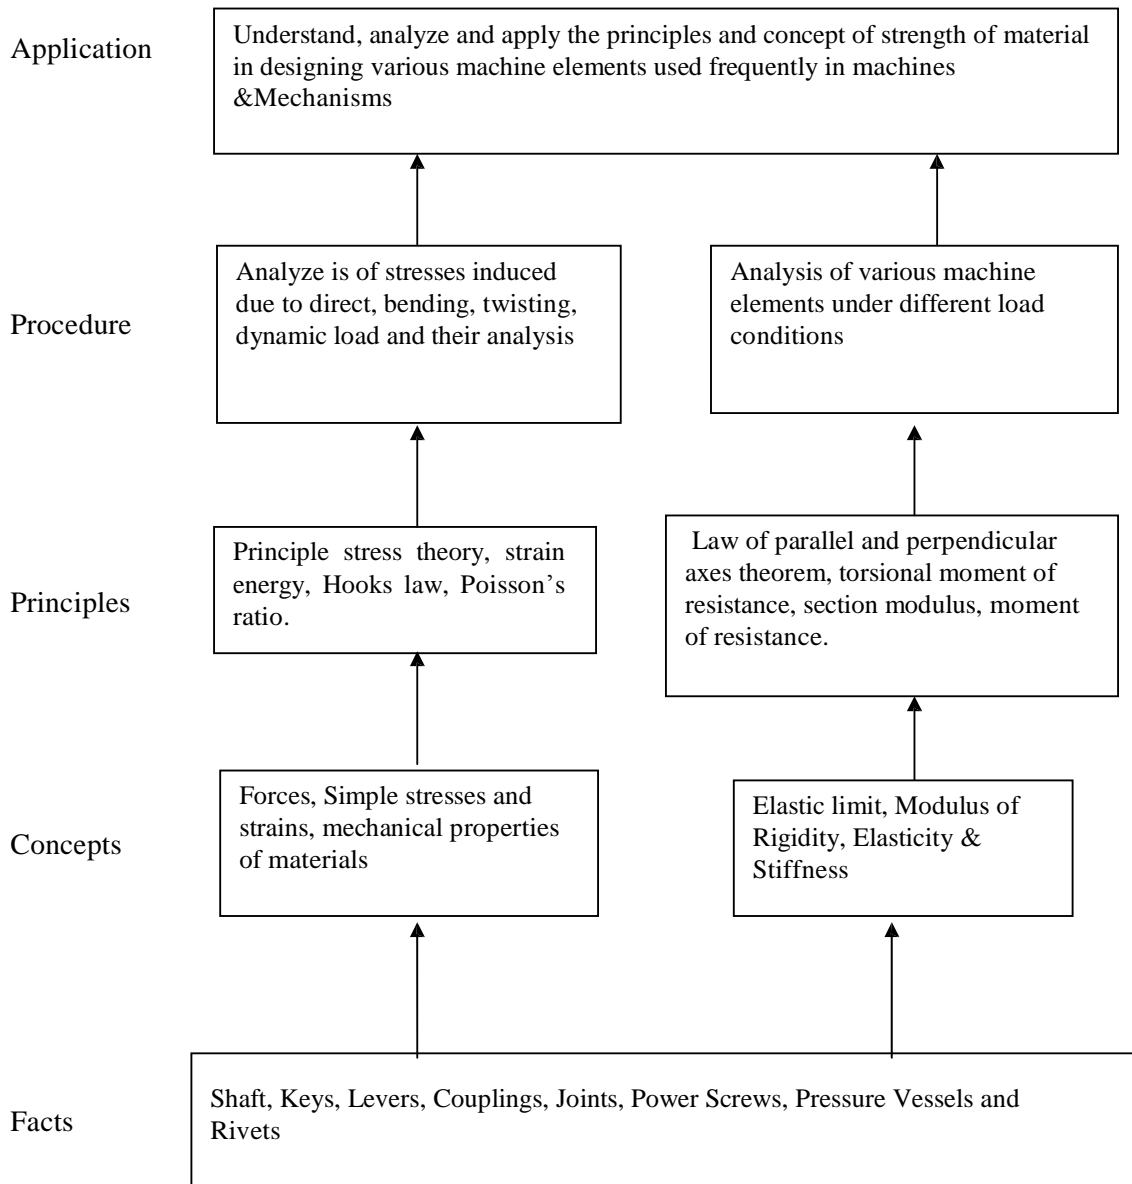 Application
Understand, analyze and apply the principles and concept of strength of material
in designing various machine elements used frequently in machines
&Mechanisms
Procedure
Analyze is of stresses induced
due to direct, bending, twisting,
dynamic load and their analysis
Analysis of various machine
elements under different load
conditions
Principles
Principle stress theory, strain
energy, Hooks law, Poisson’s
ratio.
Law of parallel and perpendicular
axes theorem, torsional moment of
resistance, section modulus, moment
of resistance.
Concepts
Forces, Simple stresses and
strains, mechanical properties
of materials
Elastic limit, Modulus of
Rigidity, Elasticity &
Stiffness
Facts
Shaft, Keys, Levers, Couplings, Joints, Power Screws, Pressure Vessels and
Rivets